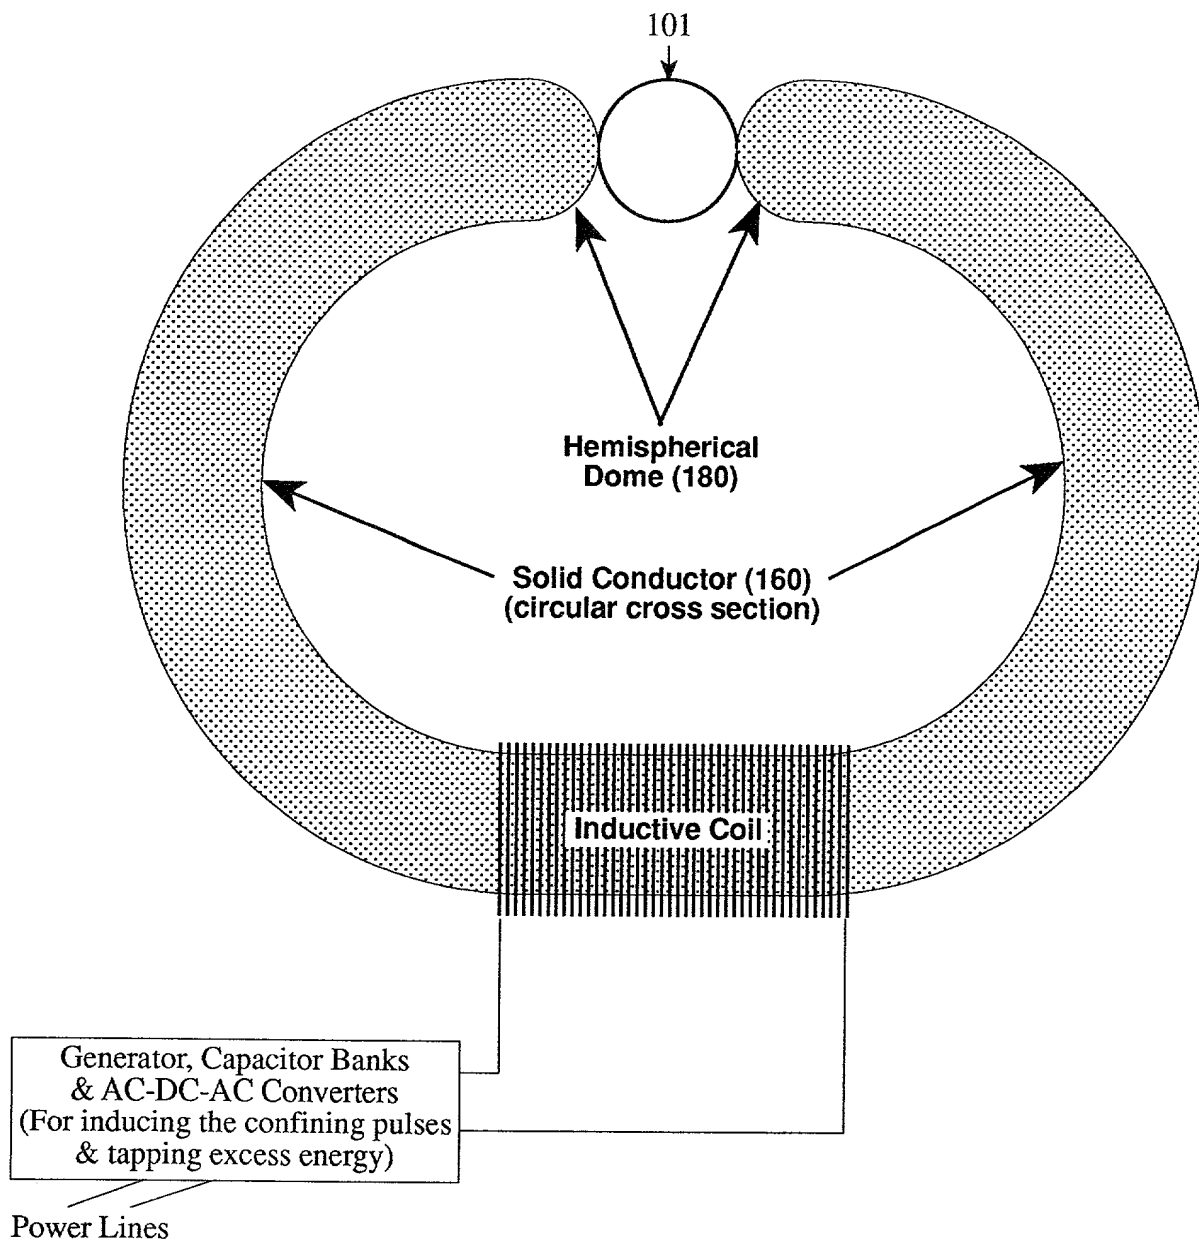 101
Hemispherical
Dome (180)
Solid Conductor (160)
(circular cross section)
Inductive Coil
Generator, Capacitor Banks
& AC-DC-AC Converters
(For inducing the confining pulses
& tapping excess energy)
Power Lines